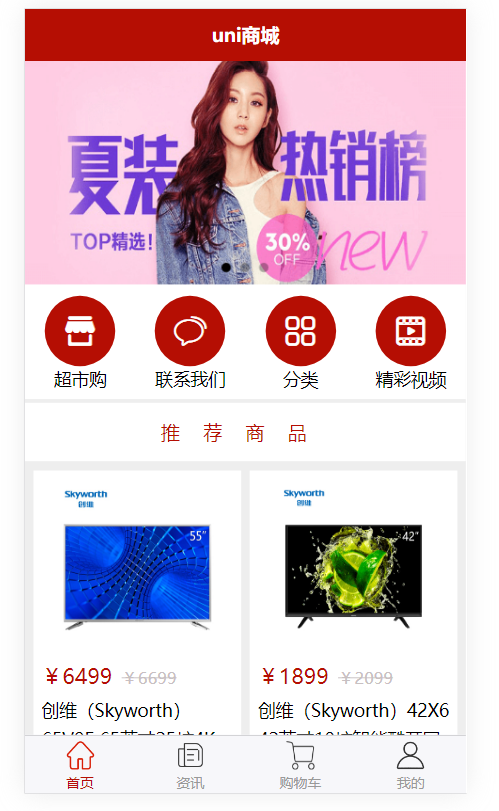 uni商城
夏装 热销榜
TOP精选！
30%
OFF
new
超市购 联系我们 分类 精彩视频
推荐商品
Skyworth
创维
55"
Skyworth
创维
42"
￥6499 ￥6699
￥1899 ￥2099
创维（Skyworth）
创维（Skyworth）42X6
首页 资讯 购物车 我的